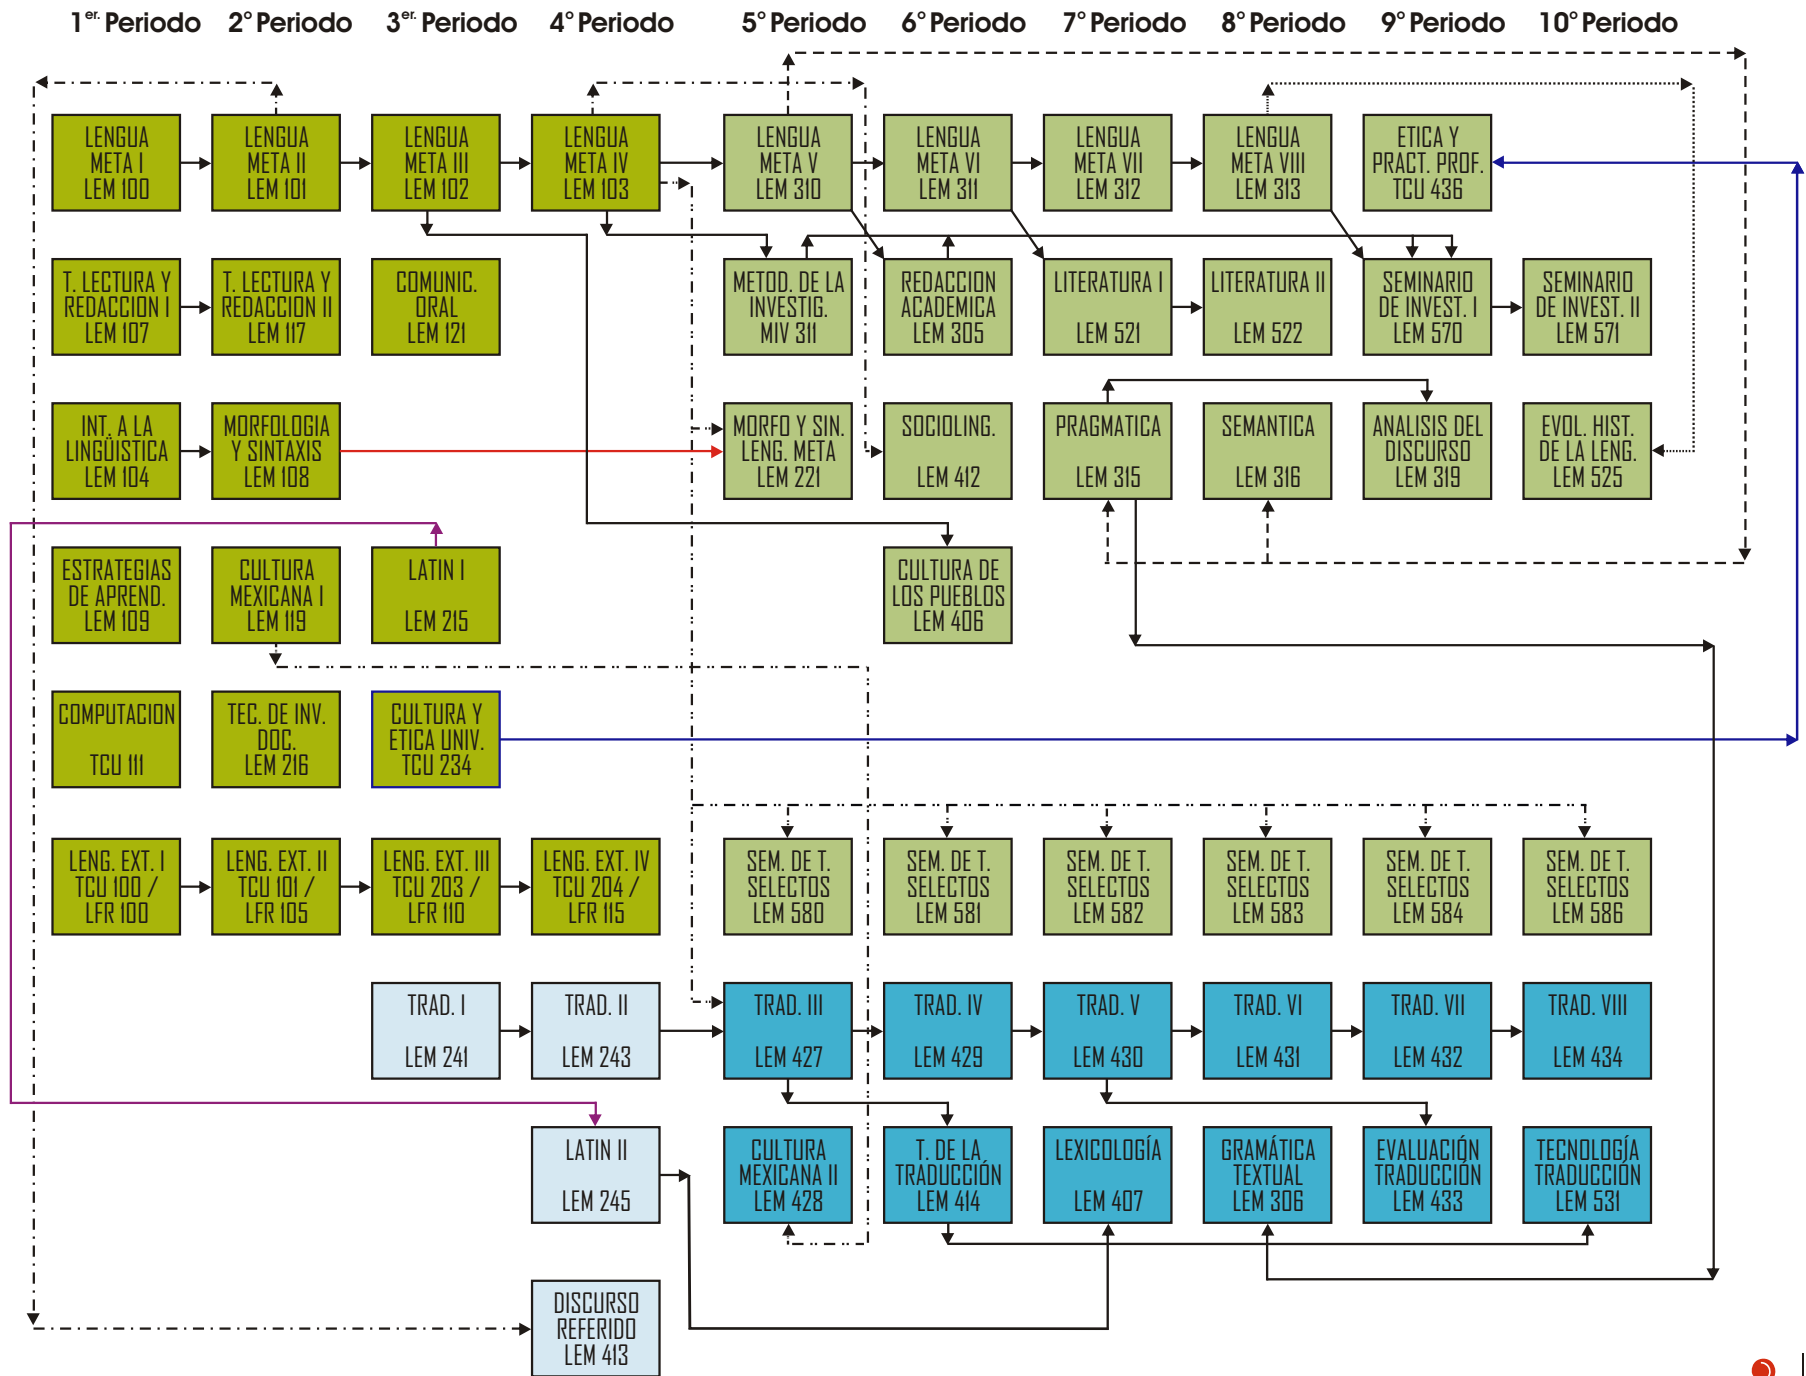 1er. Periodo 2° Periodo 3er. Periodo 4° Periodo 5° Periodo 6° Periodo 7° Periodo 8° Periodo 9° Periodo 10° Periodo
LENGUA
META I
LEM 100
LENGUA
META II
LEM 101
LENGUA
META III
LEM 102
LENGUA
META IV
LEM 103
LENGUA
META V
LEM 310
LENGUA
META VI
LEM 311
LENGUA
META VII
LEM 312
LENGUA
META VIII
LEM 313
ETICA Y
PRACT. PROF.
TCU 436
T. LECTURA Y
REDACCION I
LEM 107
T. LECTURA Y
REDACCION II
LEM 117
COMUNIC.
ORAL
LEM 121
METOD. DE LA
INVESTIG.
MIV 311
REDACCION
ACADEMICA
LEM 305
LITERATURA I
LEM 521
LITERATURA II
LEM 522
SEMINARIO
DE INVEST. I
LEM 570
SEMINARIO
DE INVEST. II
LEM 571
INT. A LA
LINGÜISTICA
LEM 104
MORFOLOGIA
Y SINTAXIS
LEM 108
MORFO Y SIN.
LENG. META
LEM 221
SOCIOLING.
LEM 412
PRAGMATICA
LEM 315
SEMANTICA
LEM 316
ANALISIS DEL
DISCURSO
LEM 319
EVOL. HIST.
DE LA LENG.
LEM 525
ESTRATEGIAS
DE APREND.
LEM 109
CULTURA
MEXICANA I
LEM 119
LATIN I
LEM 215
CULTURA DE
LOS PUEBLOS
LEM 406
COMPUTACION
TCU 111
TEC. DE INV.
DOC.
LEM 216
CULTURA Y
ETICA UNIV.
TCU 234
LENG. EXT. I
TCU 100 /
LFR 100
LENG. EXT. II
TCU 101 /
LFR 105
LENG. EXT. III
TCU 203 /
LFR 110
LENG. EXT. IV
TCU 204 /
LFR 115
SEM. DE T.
SELECTOS
LEM 580
SEM. DE T.
SELECTOS
LEM 581
SEM. DE T.
SELECTOS
LEM 582
SEM. DE T.
SELECTOS
LEM 583
SEM. DE T.
SELECTOS
LEM 584
SEM. DE T.
SELECTOS
LEM 586
TRAD. I
LEM 241
TRAD. II
LEM 243
TRAD. III
LEM 427
TRAD. IV
LEM 429
TRAD. V
LEM 430
TRAD. VI
LEM 431
TRAD. VII
LEM 432
TRAD. VIII
LEM 434
LATIN II
LEM 245
CULTURA
MEXICANA II
LEM 428
T. DE LA
TRADUCCIÓN
LEM 414
LEXICOLOGÍA
LEM 407
GRAMÁTICA
TEXTUAL
LEM 306
EVALUACIÓN
TRADUCCIÓN
LEM 433
TECNOLOGÍA
TRADUCCIÓN
LEM 531
DISCURSO
REFERIDO
LEM 413